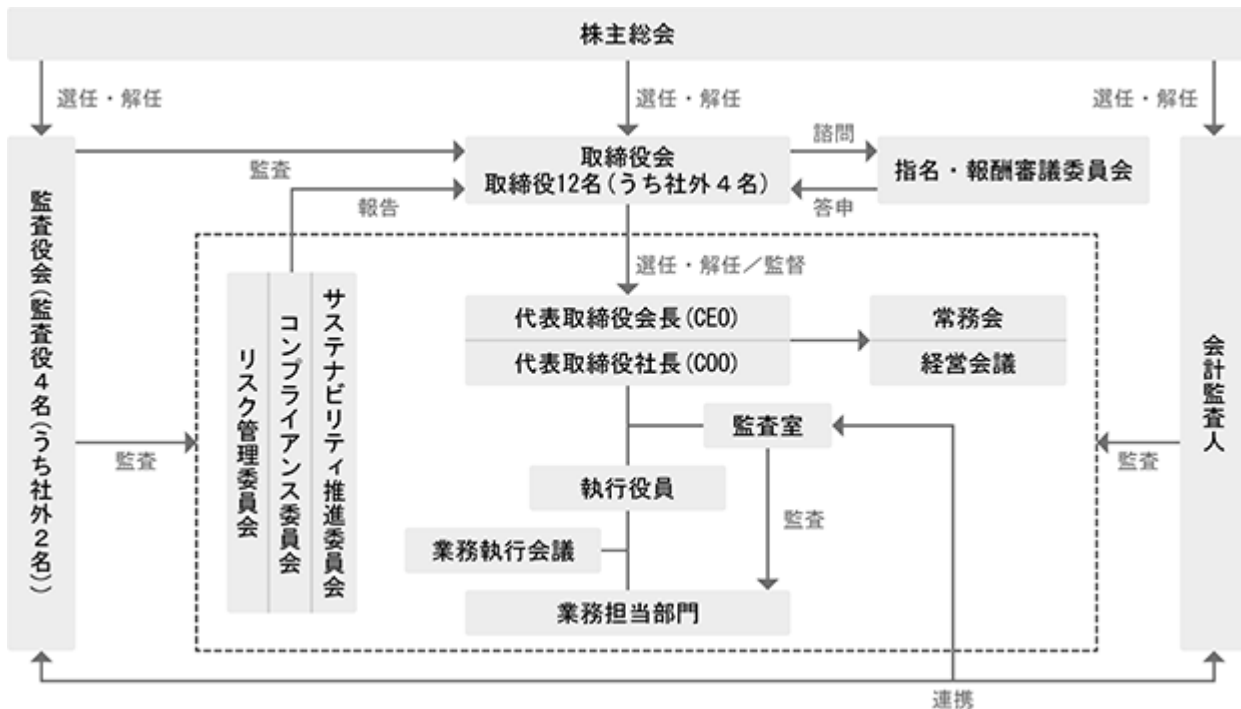 株主総会
選任・解任
選任・解任
選任・解任
監査
報告
取締役会
取締役12名(うち社外4名)
諮問
答申
指名・報酬審議委員会
監査役会(監査役4名(うち社外2名))
選任・解任／監督
サステナビリティ推進委員会
コンプライアンス委員会
リスク管理委員会
代表取締役会長(CEO)
代表取締役社長(COO)
常務会
経営会議
会計監査人
監査室
監査
監査
執行役員
監査
業務執行会議
業務担当部門
連携